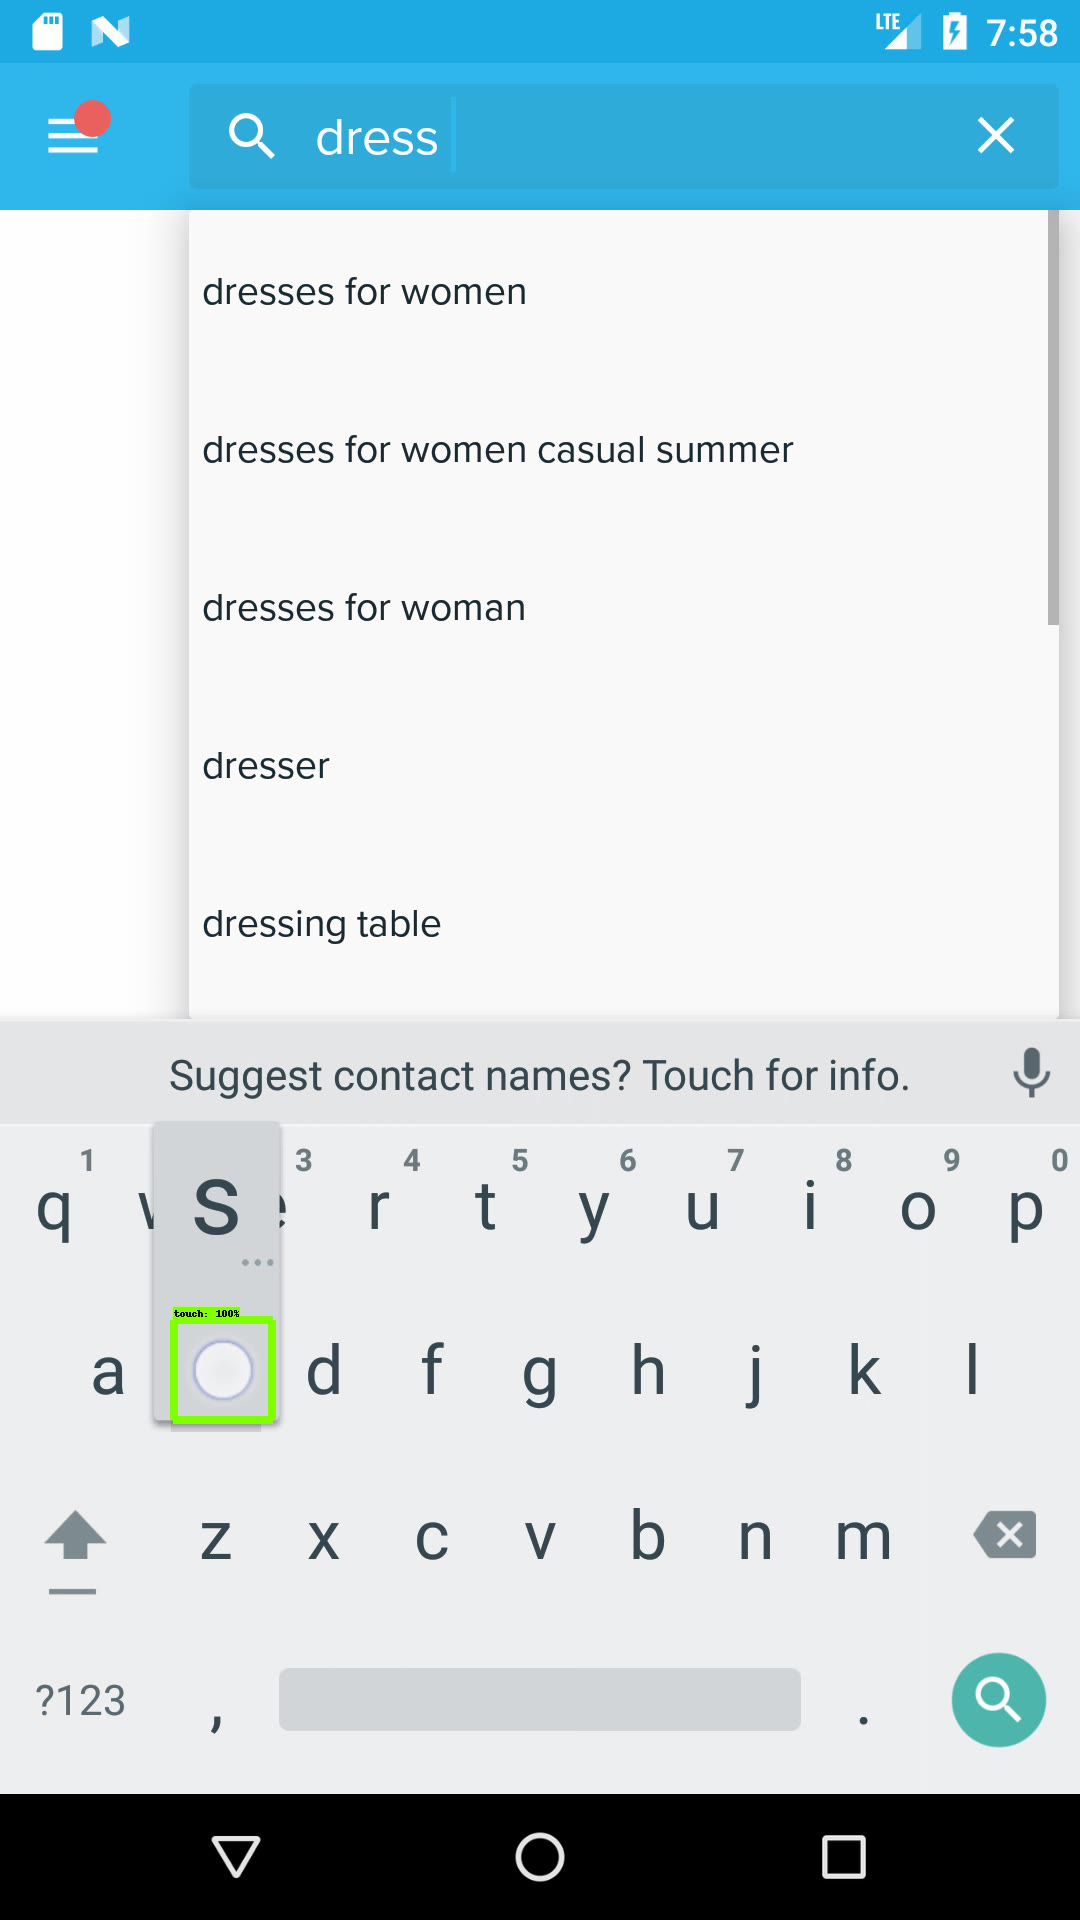 LTE 7:58
dress
dresses for women
dresses for women casual summer
dresses for woman
dresser
dressing table
Suggest contact names? Touch for info.
1 3 4 5 6 7 8 9 0
q w s e r t y u i o p
touch: 100%
a d f g h j k l
z x c v b n m
?123 , .